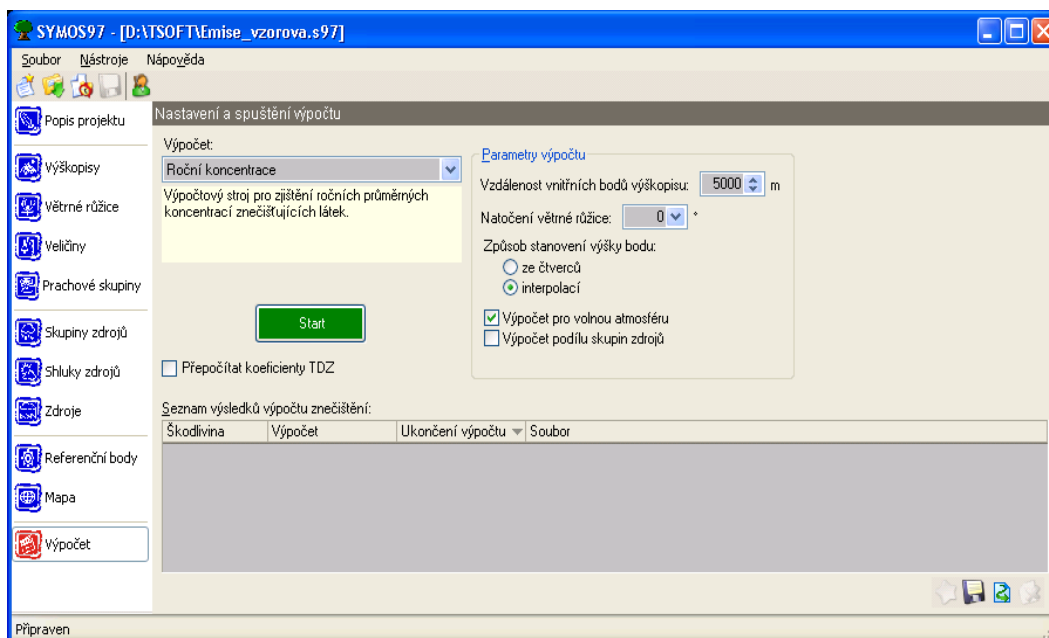 SYMOS97 - [D:\TSOFT\Emise_vzorova.s97]
Soubor Nástroje Nápověda
Popis projektu
Výškopisy
Větrné růžice
Veličiny
Prachové skupiny
Skupiny zdrojů
Shluky zdrojů
Zdroje
Referenční body
Mapa
Výpočet
Nastavení a spuštění výpočtu
Výpočet:
Roční koncentrace
Výpočtový stroj pro zjištění ročních průměrných
koncentrací znečišťujících látek.
Start
Přepočítat koeficienty TDZ
Parametry výpočtu
Vzdálenost vnitřních bodů výškopisu: 5000 m
Natočení větrné růžice: 0 °
Způsob stanovení výšky bodu:
ze čtverců
interpolací
Výpočet pro volnou atmosféru
Výpočet podílu skupin zdrojů
Seznam výsledků výpočtu znečištění:
Škodlivina Výpočet Ukončení výpočtu Soubor
Připraven